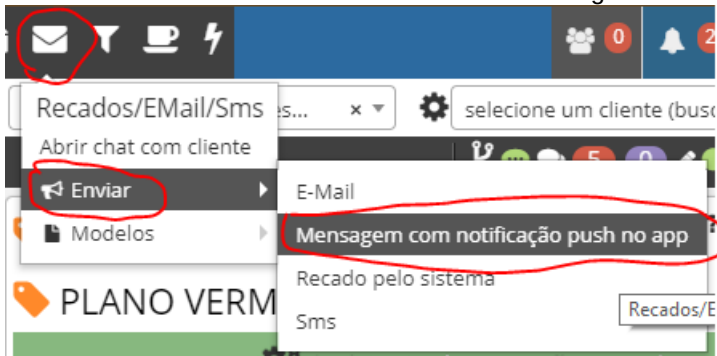 0
2
Recados/EMail/Sms
s...
selecione um cliente (busc
Abrir chat com cliente
5
0
Enviar
E-Mail
Modelos
Mensagem com notificação push no app
Recado pelo sistema
PLANO VERM
Recados/E
Sms